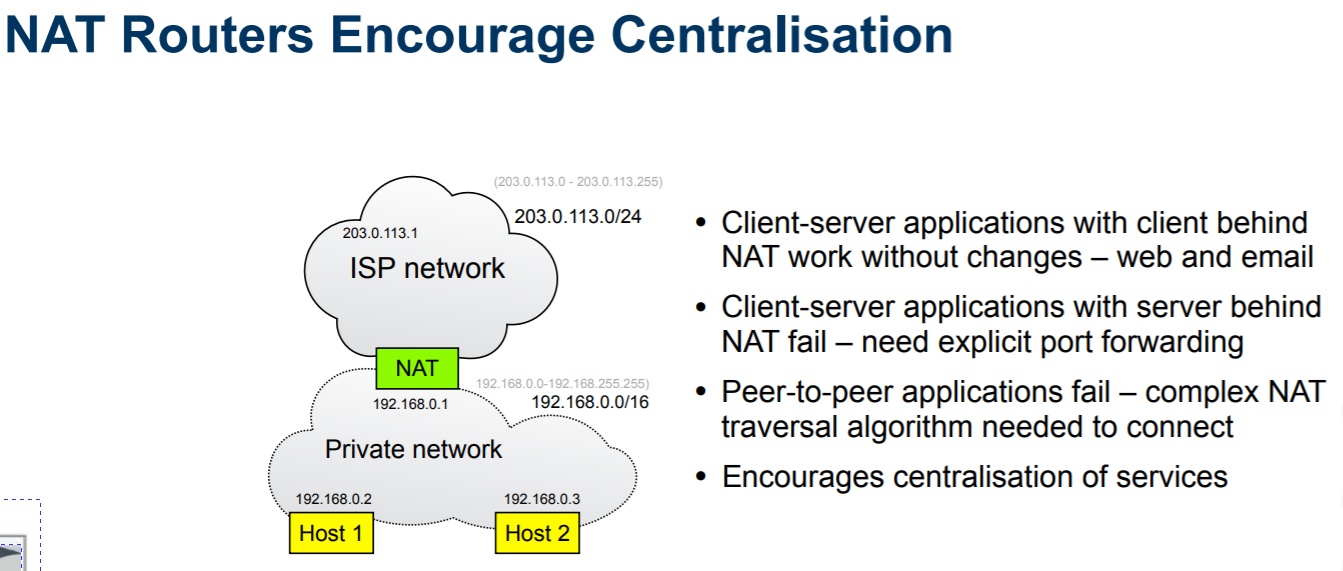 NAT Routers Encourage Centralisation
(203.0.113.0 - 203.0.113.255)
203.0.113.0/24
203.0.113.1
ISP network
NAT
192.168.0.0-192.168.255.255)
192.168.0.1
192.168.0.0/16
Private network
192.168.0.2
192.168.0.3
Host 1
Host 2
• Client-server applications with client behind
NAT work without changes – web and email
• Client-server applications with server behind
NAT fail – need explicit port forwarding
• Peer-to-peer applications fail – complex NAT
traversal algorithm needed to connect
• Encourages centralisation of services